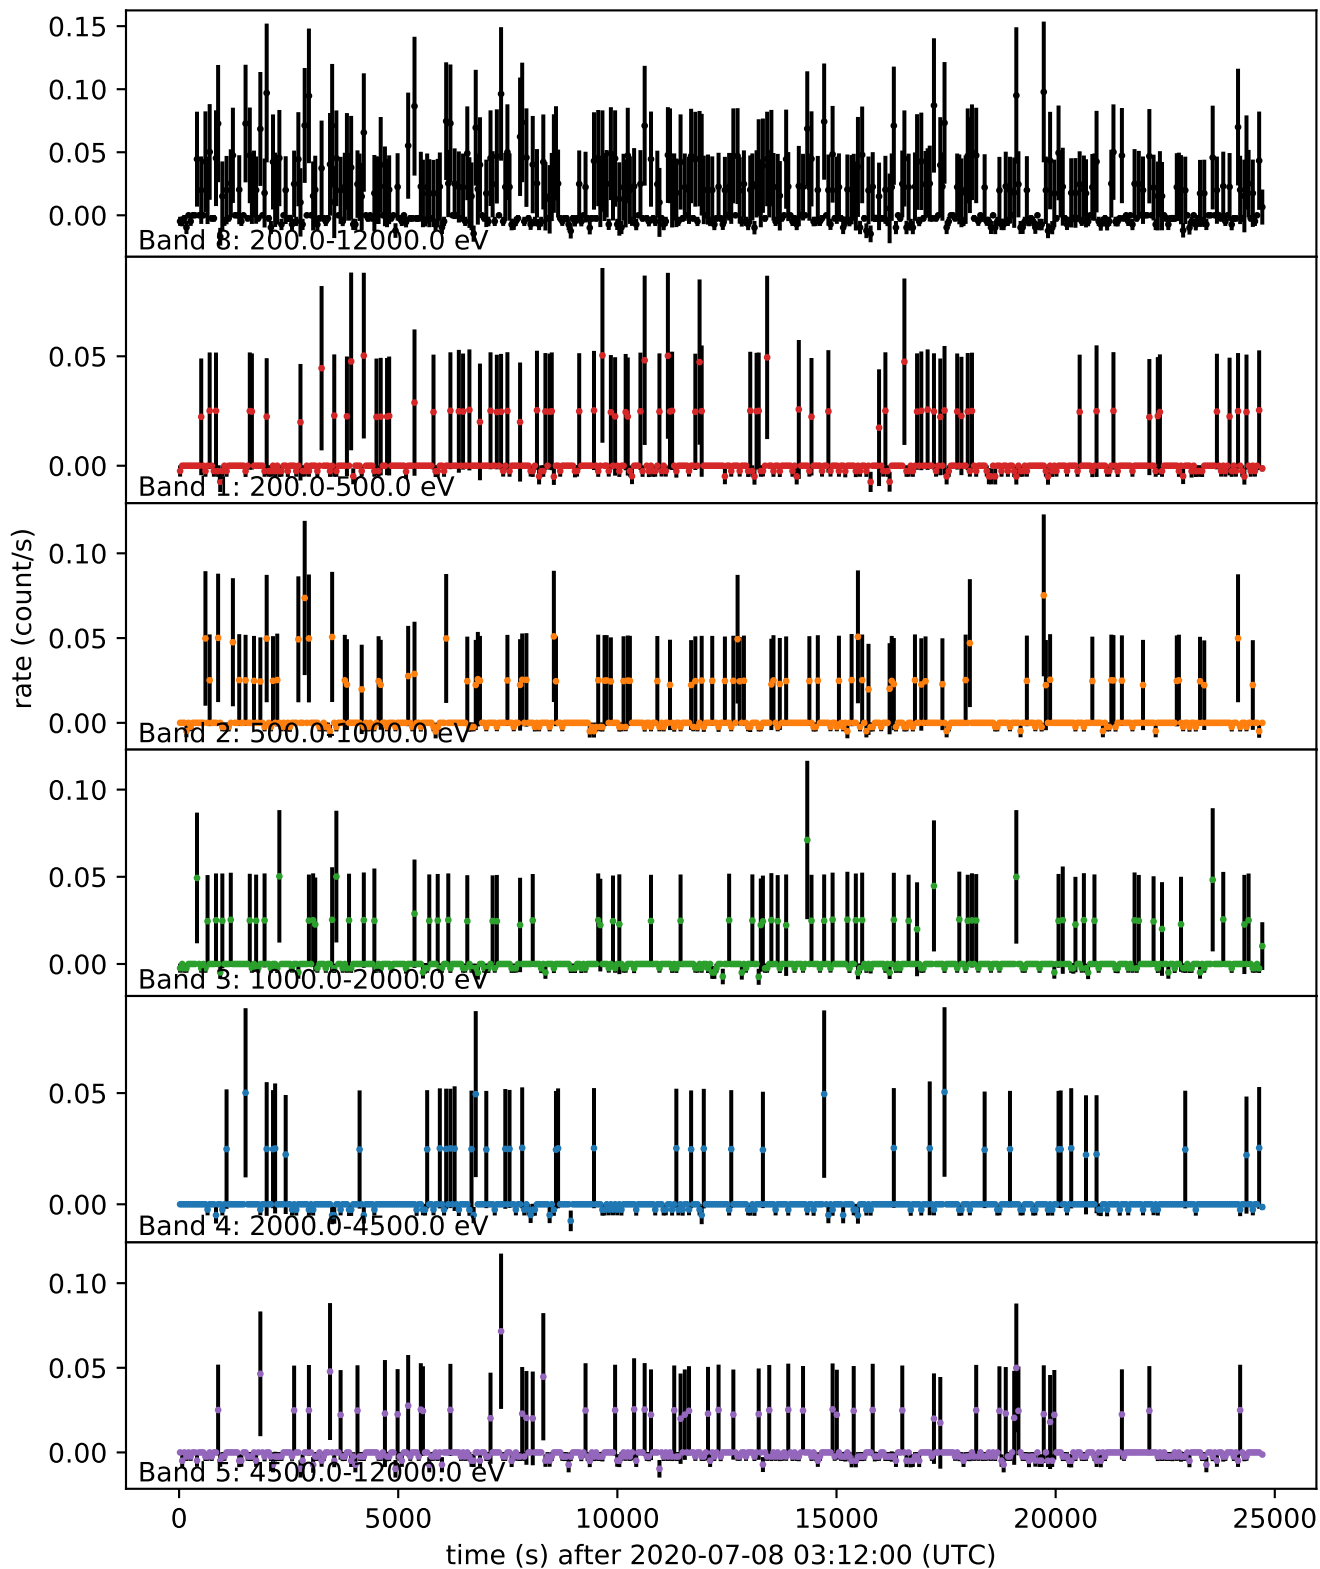 0.15
0.10
0.05
0.00
Band 8: 200.0-12000.0 eV
0.05
0.00
Band 1: 200.0-500.0 eV
rate (count/s)
0.10
0.05
0.00
Band 2: 500.0-1000.0 eV
0.10
0.05
0.00
Band 3: 1000.0-2000.0 eV
0.05
0.00
Band 4: 2000.0-4500.0 eV
0.10
0.05
0.00
Band 5: 4500.0-12000.0 eV
0 5000 10000 15000 20000 25000
time (s) after 2020-07-08 03:12:00 (UTC)